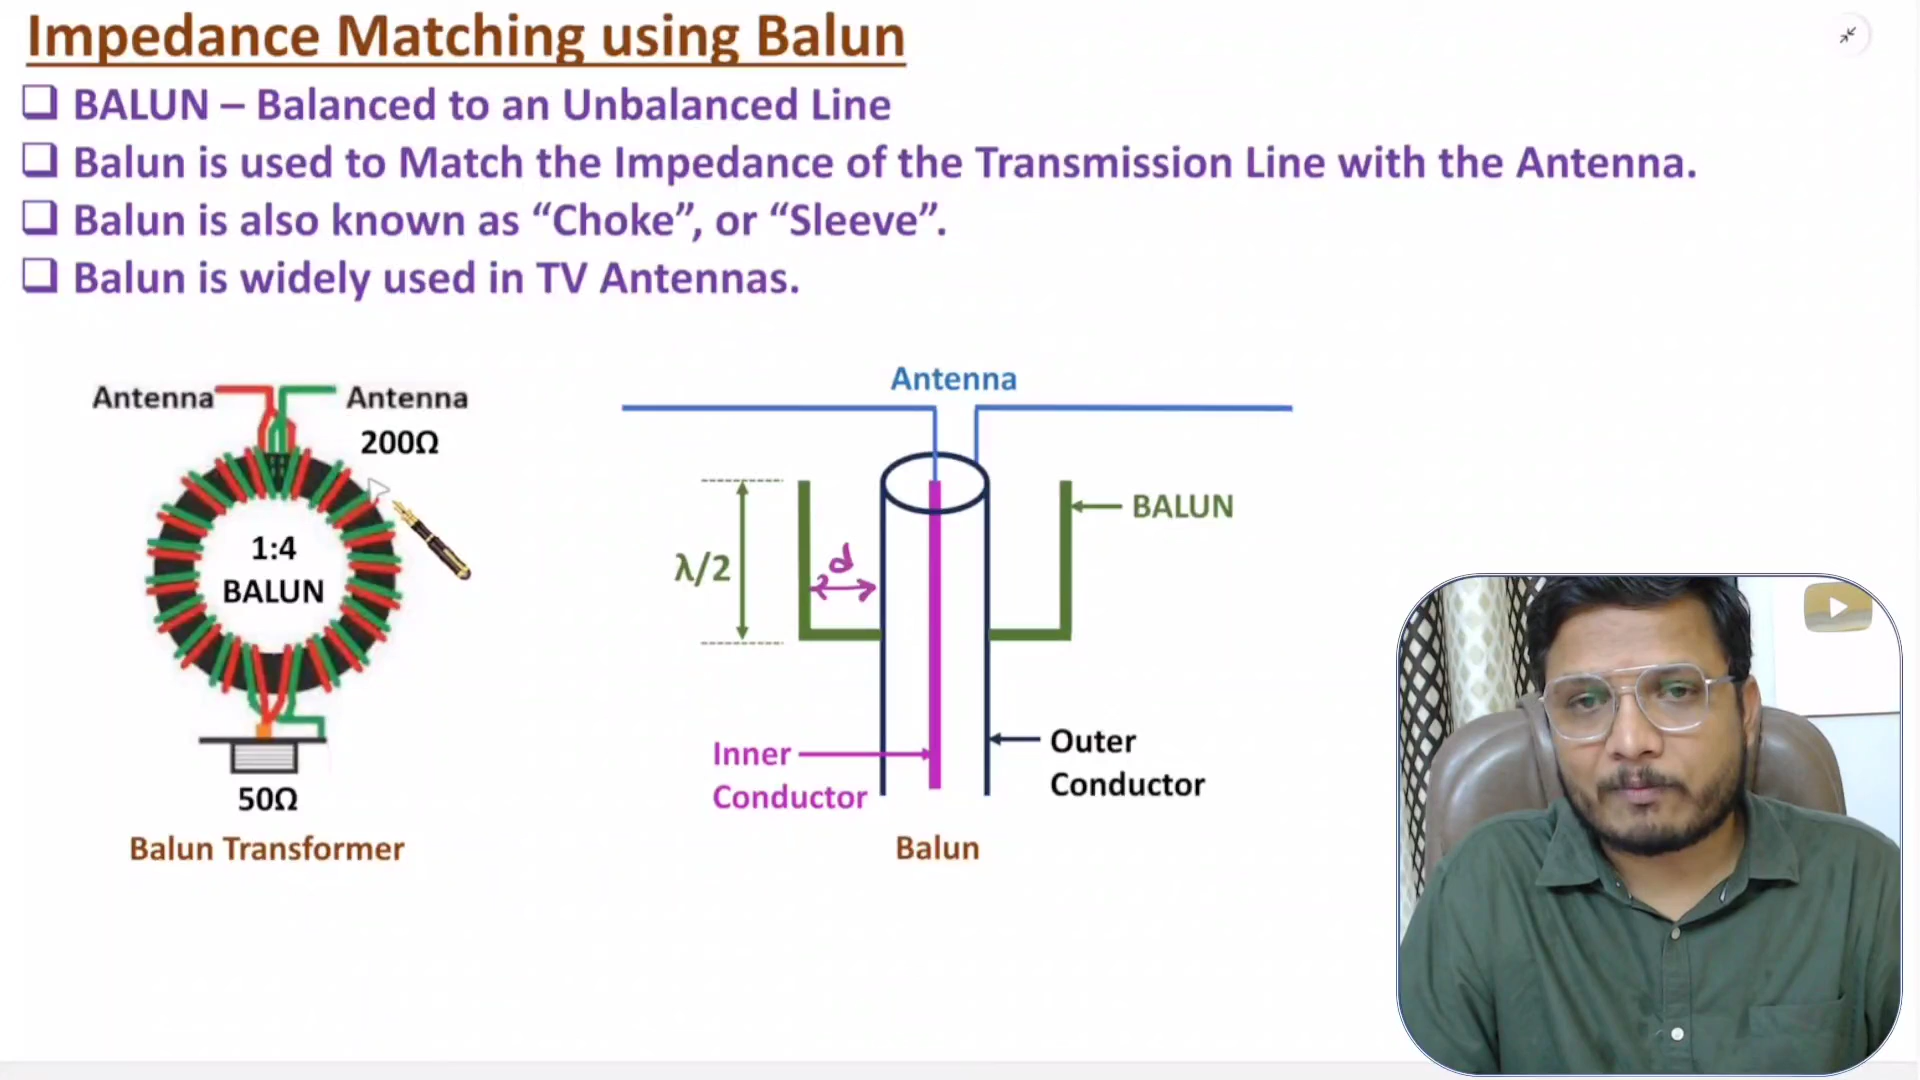 Impedance Matching using Balun
BALUN – Balanced to an Unbalanced Line
Balun is used to Match the Impedance of the Transmission Line with the Antenna.
Balun is also known as “Choke”, or “Sleeve”.
Balun is widely used in TV Antennas.
Antenna
Antenna
200Ω
1:4
BALUN
50Ω
Balun Transformer
Antenna
BALUN
λ/2
d
Inner
Conductor
Outer
Conductor
Balun